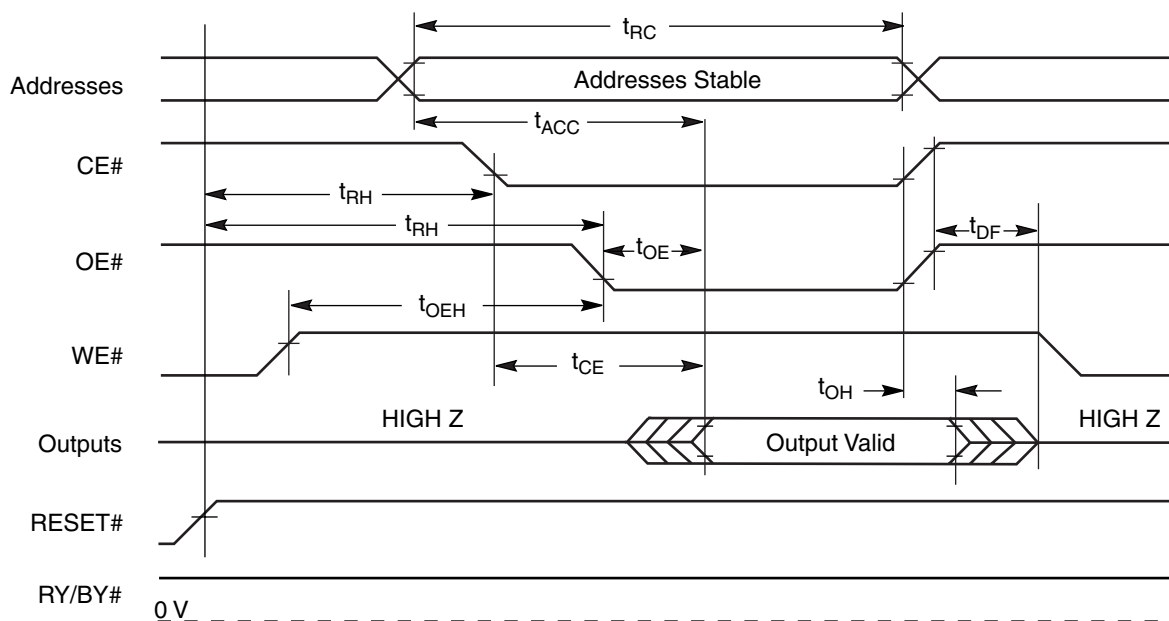 tRC
Addresses
Addresses Stable
tACC
CE#
tRH
tRH
OE#
tOE
tDF
tOEH
WE#
tCE
tOH
HIGH Z
HIGH Z
Outputs
Output Valid
RESET#
RY/BY#
0 V